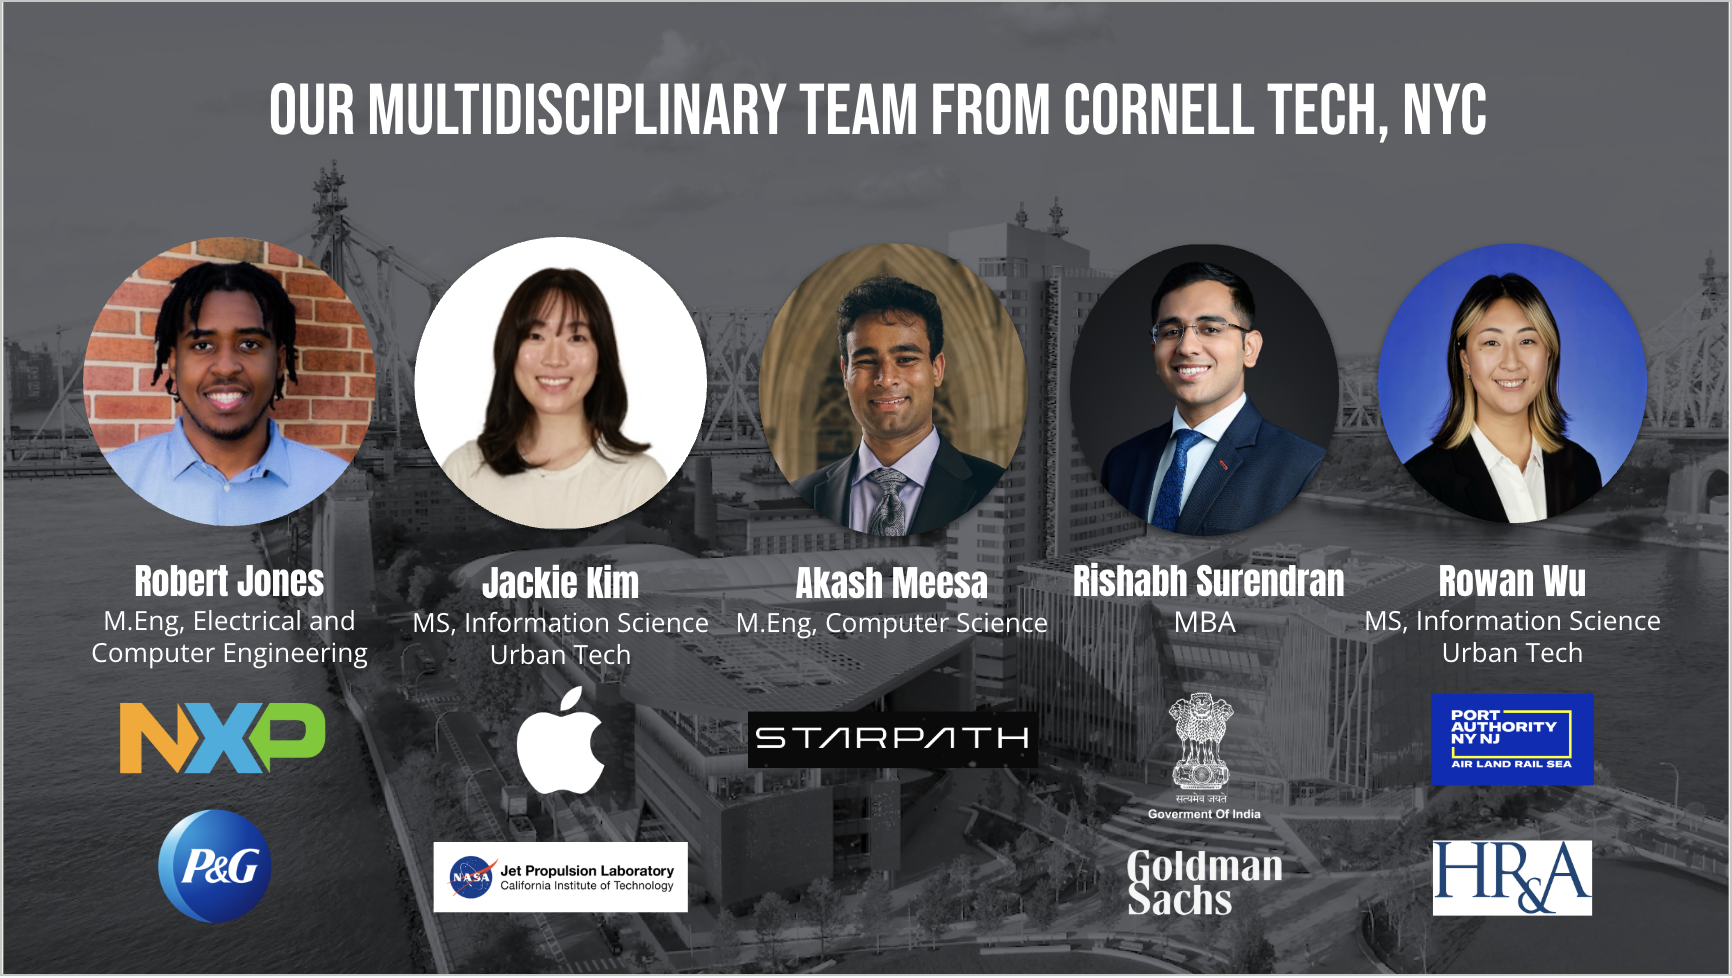 OUR MULTIDISCIPLINARY TEAM FROM CORNELL TECH, NYC
Robert Jones
M.Eng, Electrical and
Computer Engineering
NXP
P&G
Jackie Kim
MS, Information Science
Urban Tech
NASA
Jet Propulsion Laboratory
California Institute of Technology
Akash Meesa
M.Eng, Computer Science
STARPATH
Rishabh Surendran
MBA
सत्यमेव जयते
Goverment Of India
Goldman
Sachs
Rowan Wu
MS, Information Science
Urban Tech
PORT
AUTHORITY
NY NJ
AIR LAND RAIL SEA
HR&A